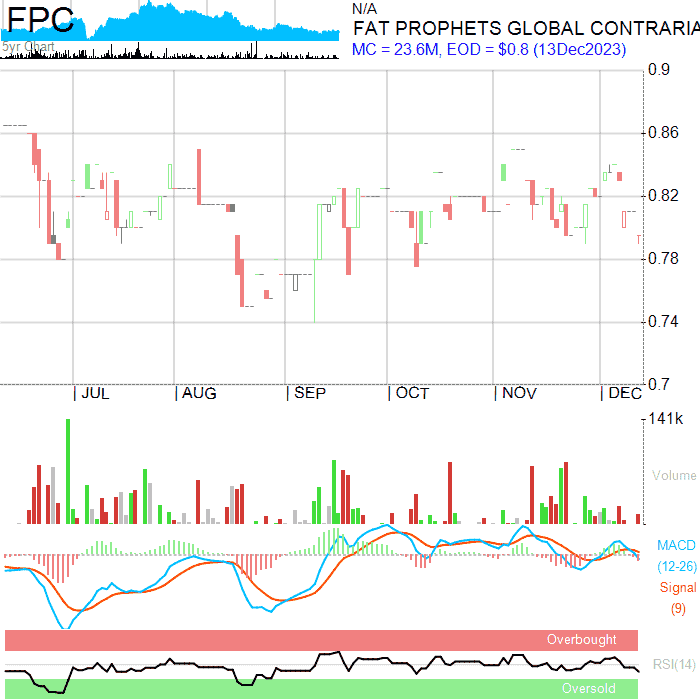 FPC
5yr Chart
N/A
FAT PROPHETS GLOBAL CONTRARIA
MC = 23.6M, EOD = $0.8 (13Dec2023)
0.9
0.86
0.82
0.78
0.74
0.7
JUL AUG SEP OCT NOV DEC
141k
Volume
MACD
(12-26)
Signal
(9)
Overbought
RSI(14)
Oversold